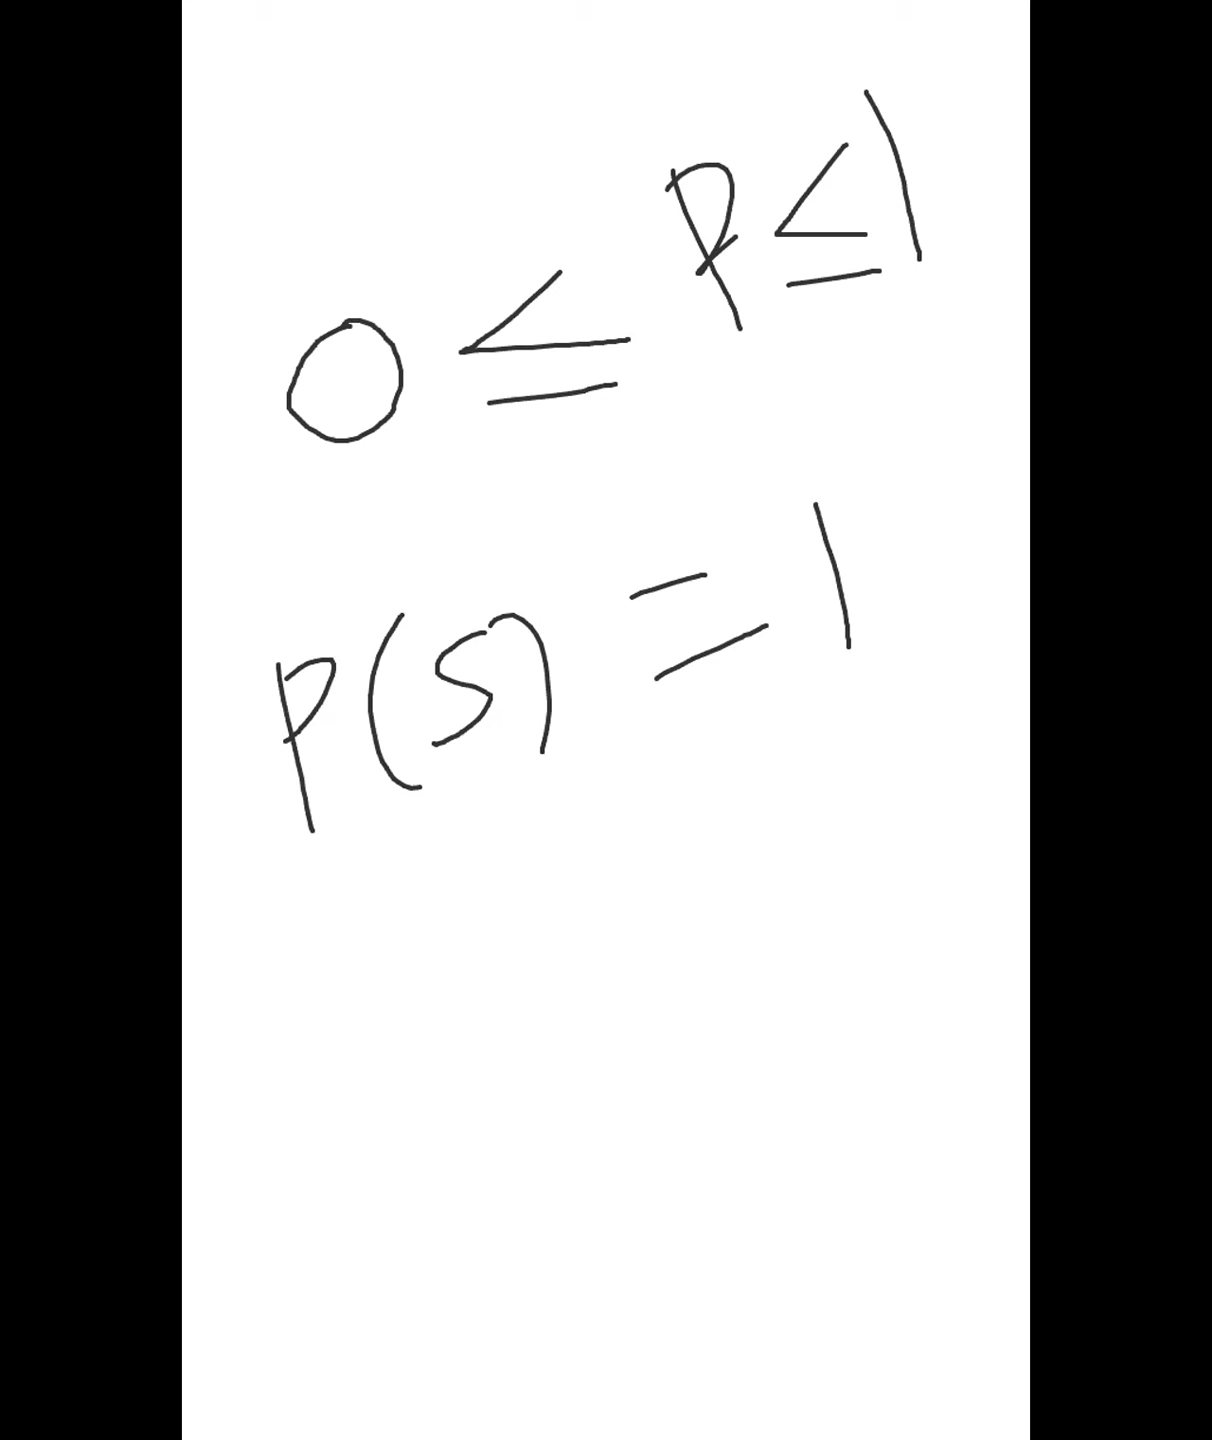 0 ≤ P ≤ 1
P(S) = 1